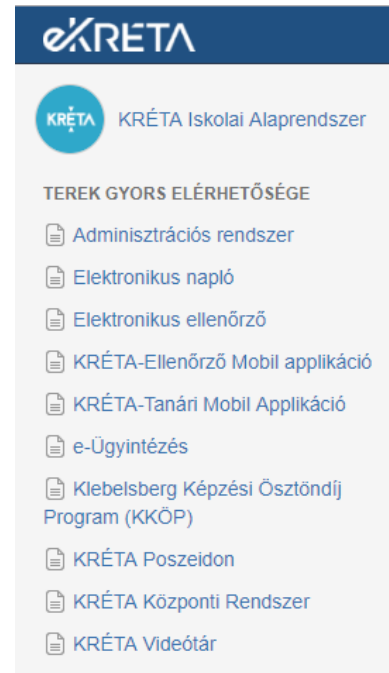 eKRÉTA
KRÉTA
KRÉTA Iskolai Alaprendszer
TEREK GYORS ELÉRHETŐSÉGE
Adminisztrációs rendszer
Elektronikus napló
Elektronikus ellenőrző
KRÉTA-Ellenőrző Mobil applikáció
KRÉTA-Tanári Mobil Applikáció
e-Ügyintézés
Klebelsberg Képzési Ösztöndíj
Program (KKÖP)
KRÉTA Poszeidon
KRÉTA Központi Rendszer
KRÉTA Videótár